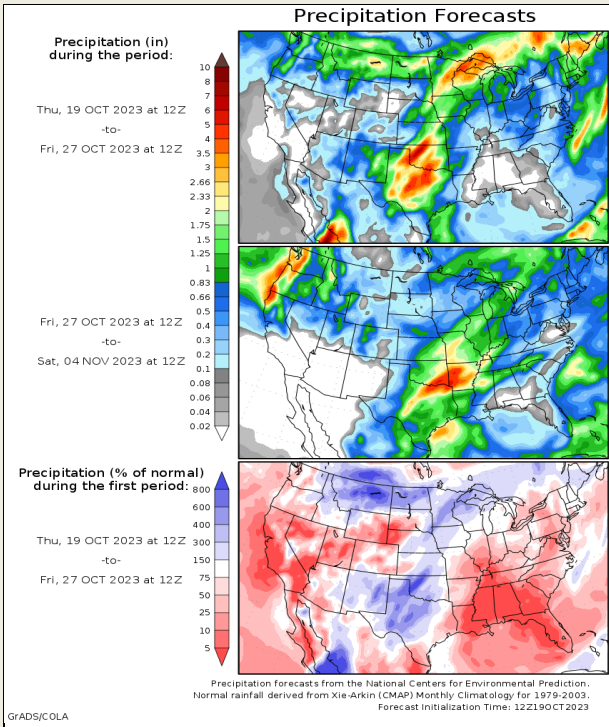 Precipitation Forecasts
Precipitation (in)
during the period:
Thu, 19 OCT 2023 at 12Z
-to-
Fri, 27 OCT 2023 at 12Z
10
8
7
6
5
4
3.5
3
2.66
2.33
2
1.75
1.5
1.25
1
0.83
0.66
0.5
0.4
0.3
0.2
0.1
0.08
0.06
0.04
0.02
Fri, 27 OCT 2023 at 12Z
-to-
Sat, 04 NOV 2023 at 12Z
Precipitation (% of normal)
during the first period:
Thu, 19 OCT 2023 at 12Z
-to-
Fri, 27 OCT 2023 at 12Z
800
600
400
300
150
75
50
25
10
5
Precipitation forecasts from the National Centers for Environmental Prediction.
Normal rainfall derived from Xie-Arkin (CMAP) Monthly Climatology for 1979-2003.
Forecast Initialization Time: 12Z19OCT2023
GrADS/COLA